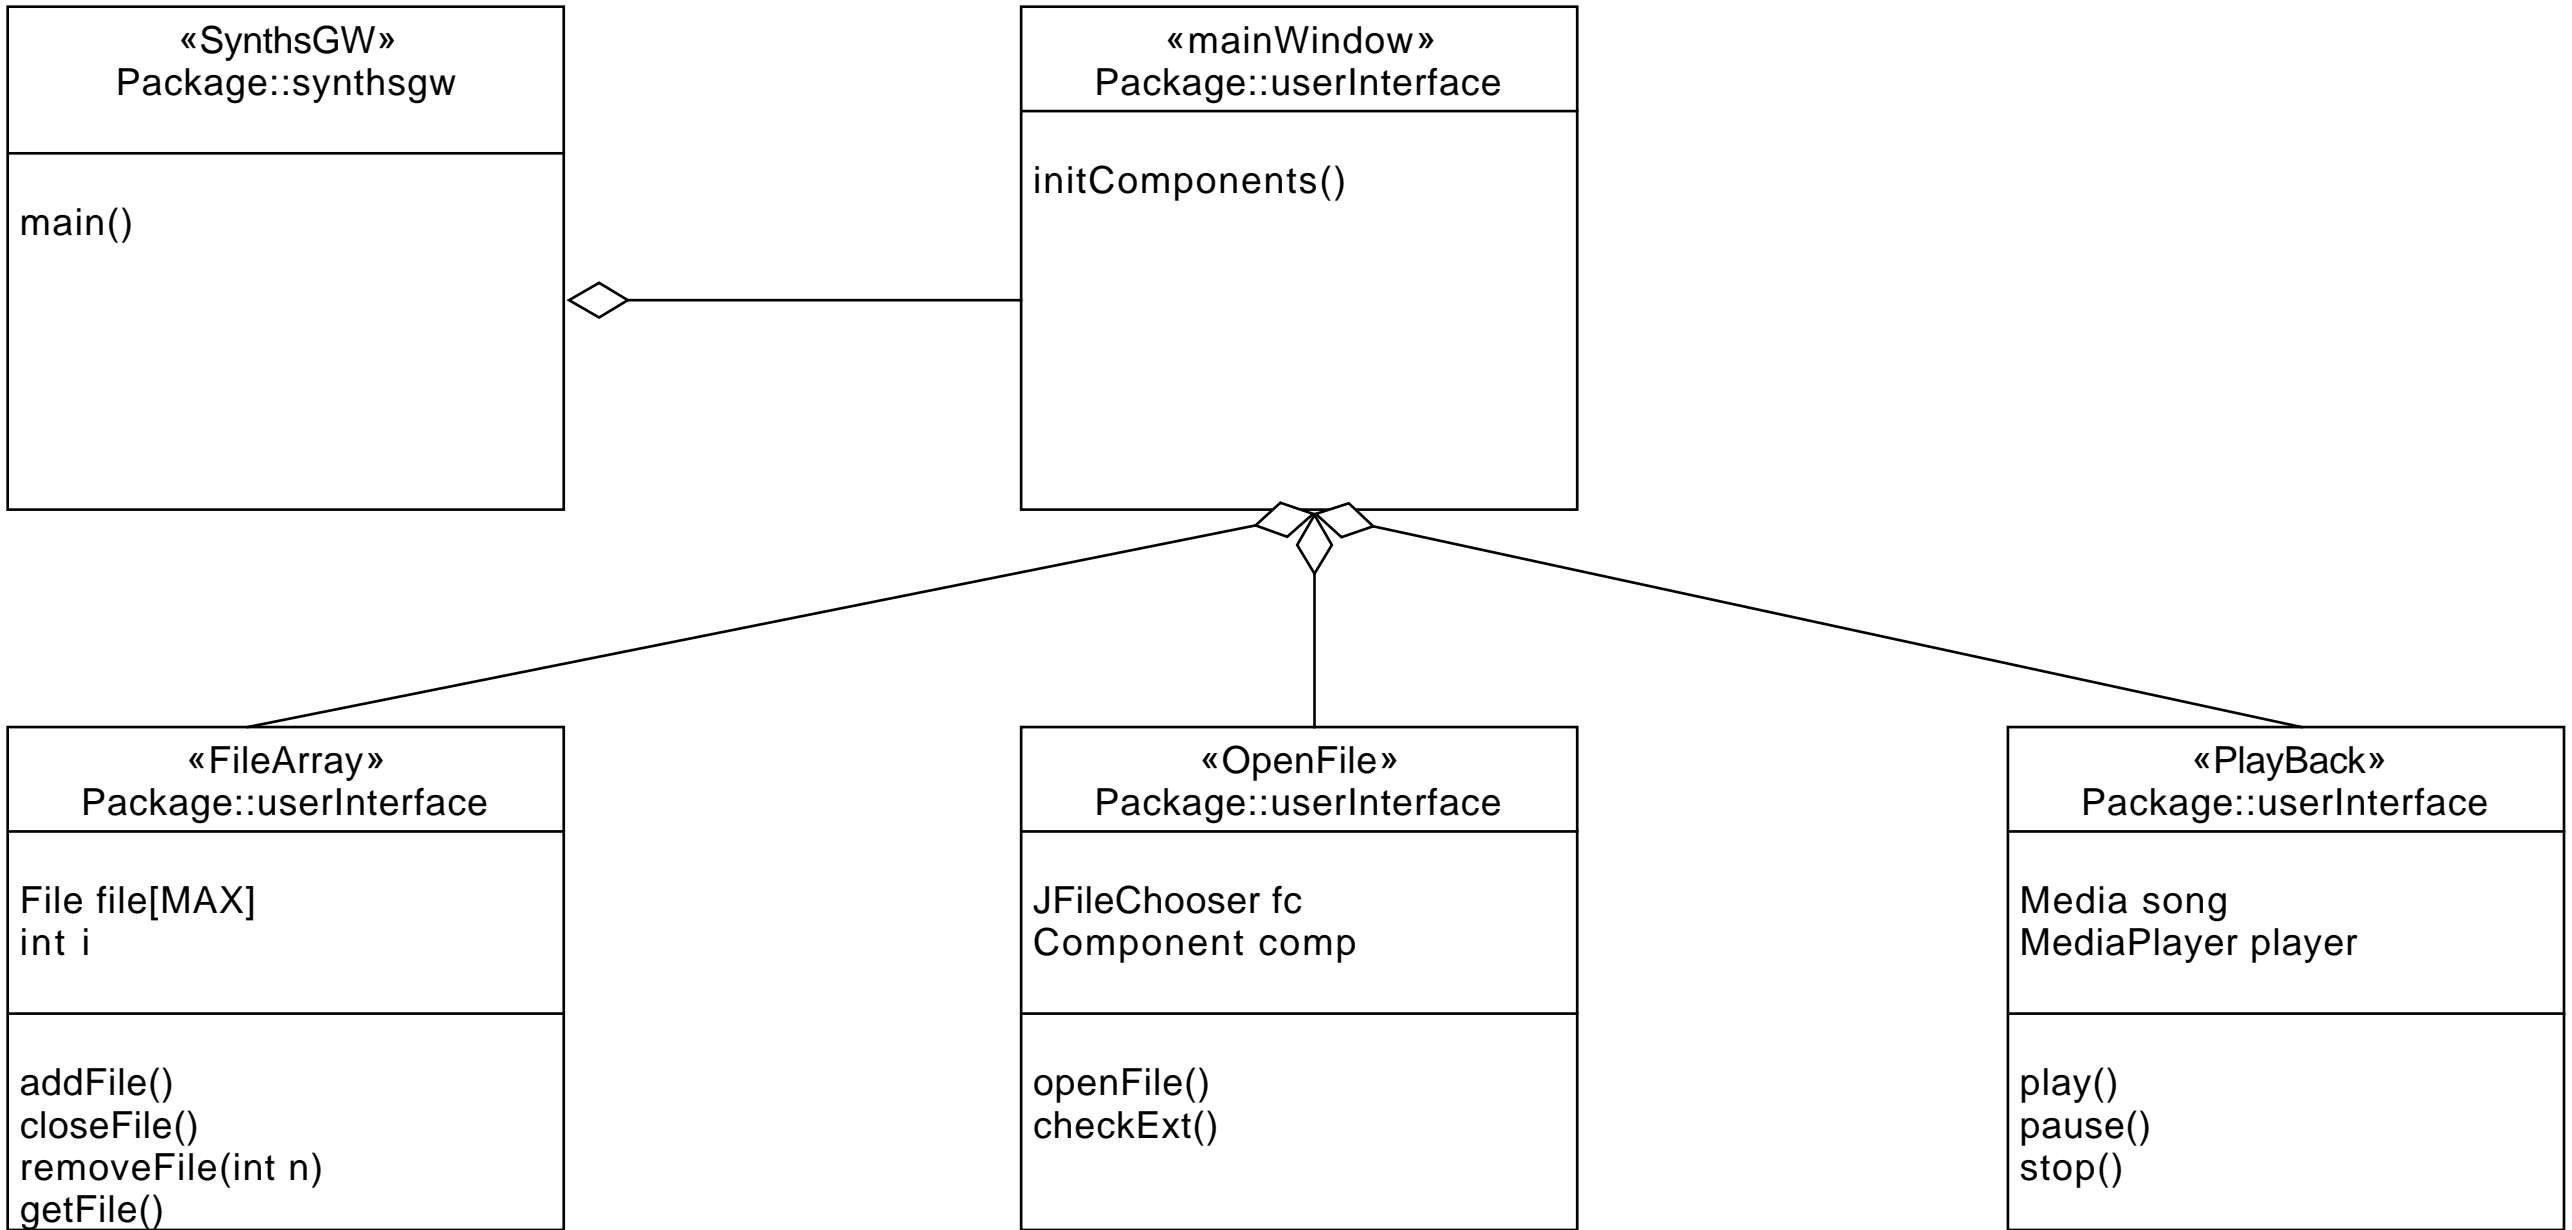 «SynthsGW»
Package::synthsgw
main()
«mainWindow»
Package::userInterface
initComponents()
«FileArray»
Package::userInterface
File file[MAX]
int i
addFile()
closeFile()
removeFile(int n)
getFile()
«OpenFile»
Package::userInterface
JFileChooser fc
Component comp
openFile()
checkExt()
«PlayBack»
Package::userInterface
Media song
MediaPlayer player
play()
pause()
stop()